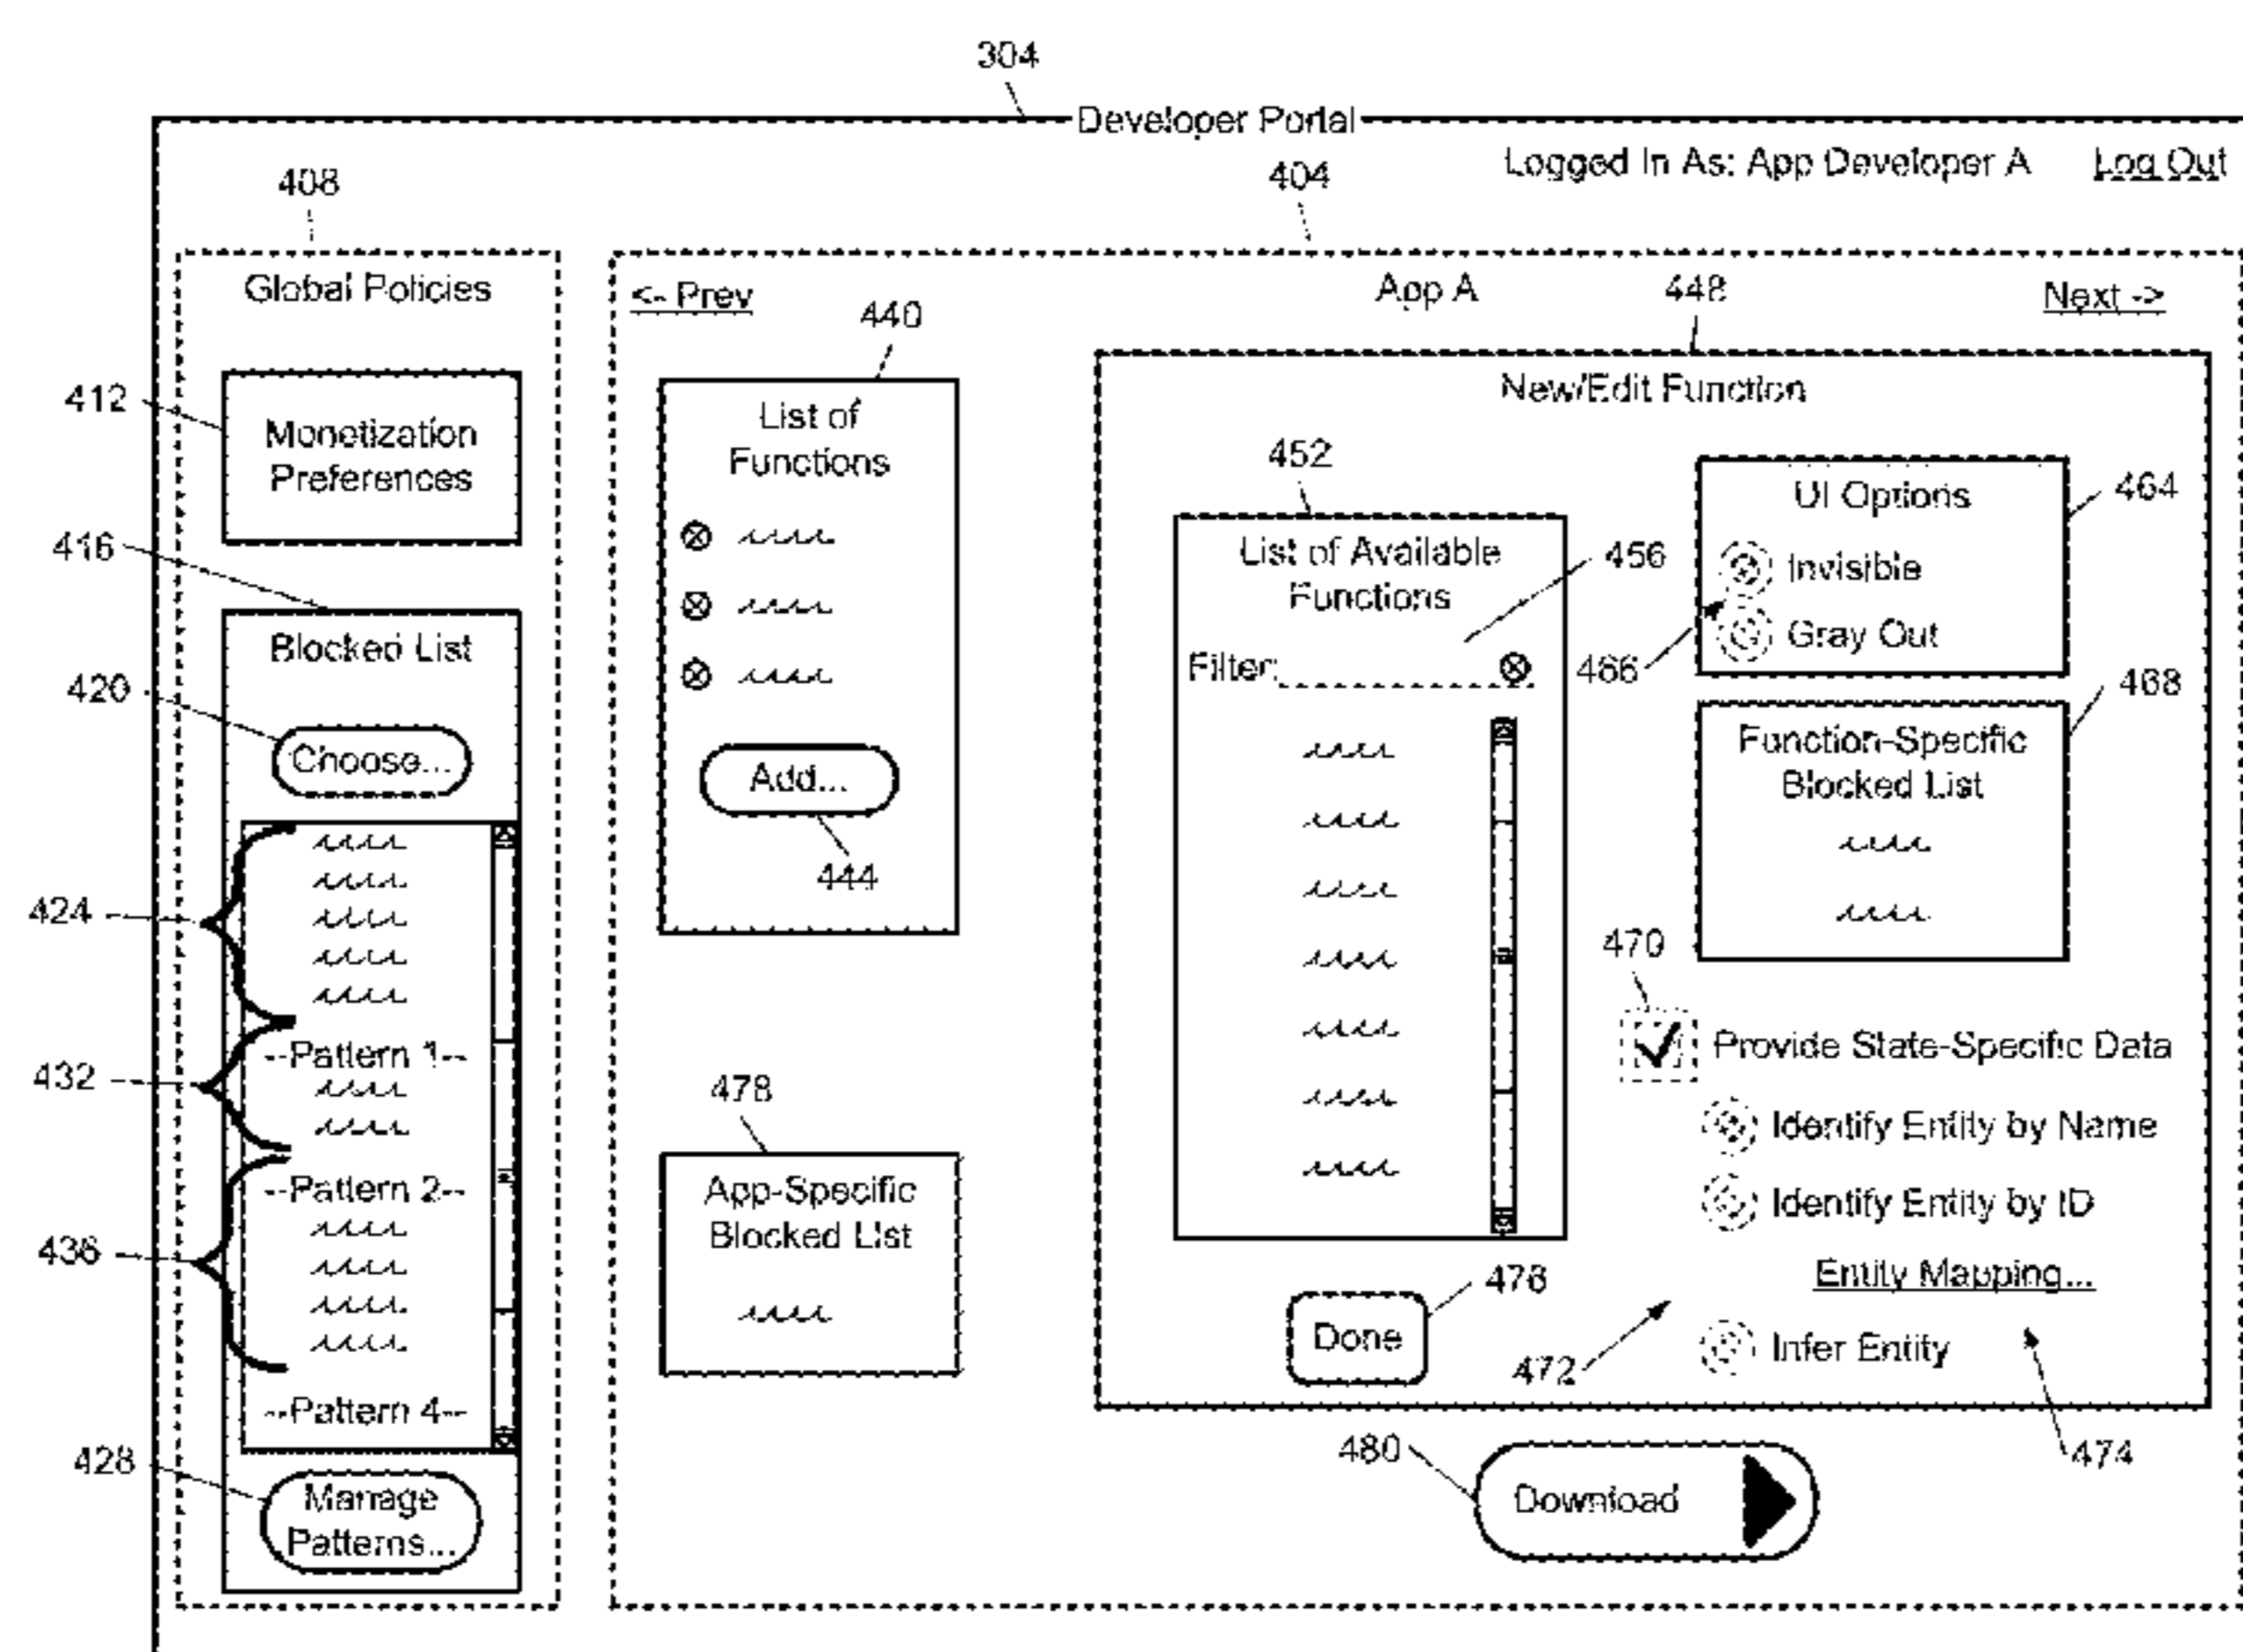 304
Developer Portal
Logged In As: App Developer A
Log Out
408
404
Global Policies
412
Monetization
Preferences
416
Blocked List
420
Choose...
424
--Pattern 1--
432
--Pattern 2--
436
--Pattern 4--
428
Manage
Patterns...
<- Prev
App A
Next ->
440
List of
Functions
Add...
444
478
App-Specific
Blocked List
448
New/Edit Function
452
List of Available
Functions
456
Filter:
464
UI Options
Invisible
Gray Out
466
468
Function-Specific
Blocked List
470
Provide State-Specific Data
Identify Entity by Name
Identify Entity by ID
Entity Mapping...
Infer Entity
472
474
476
Done
480
Download